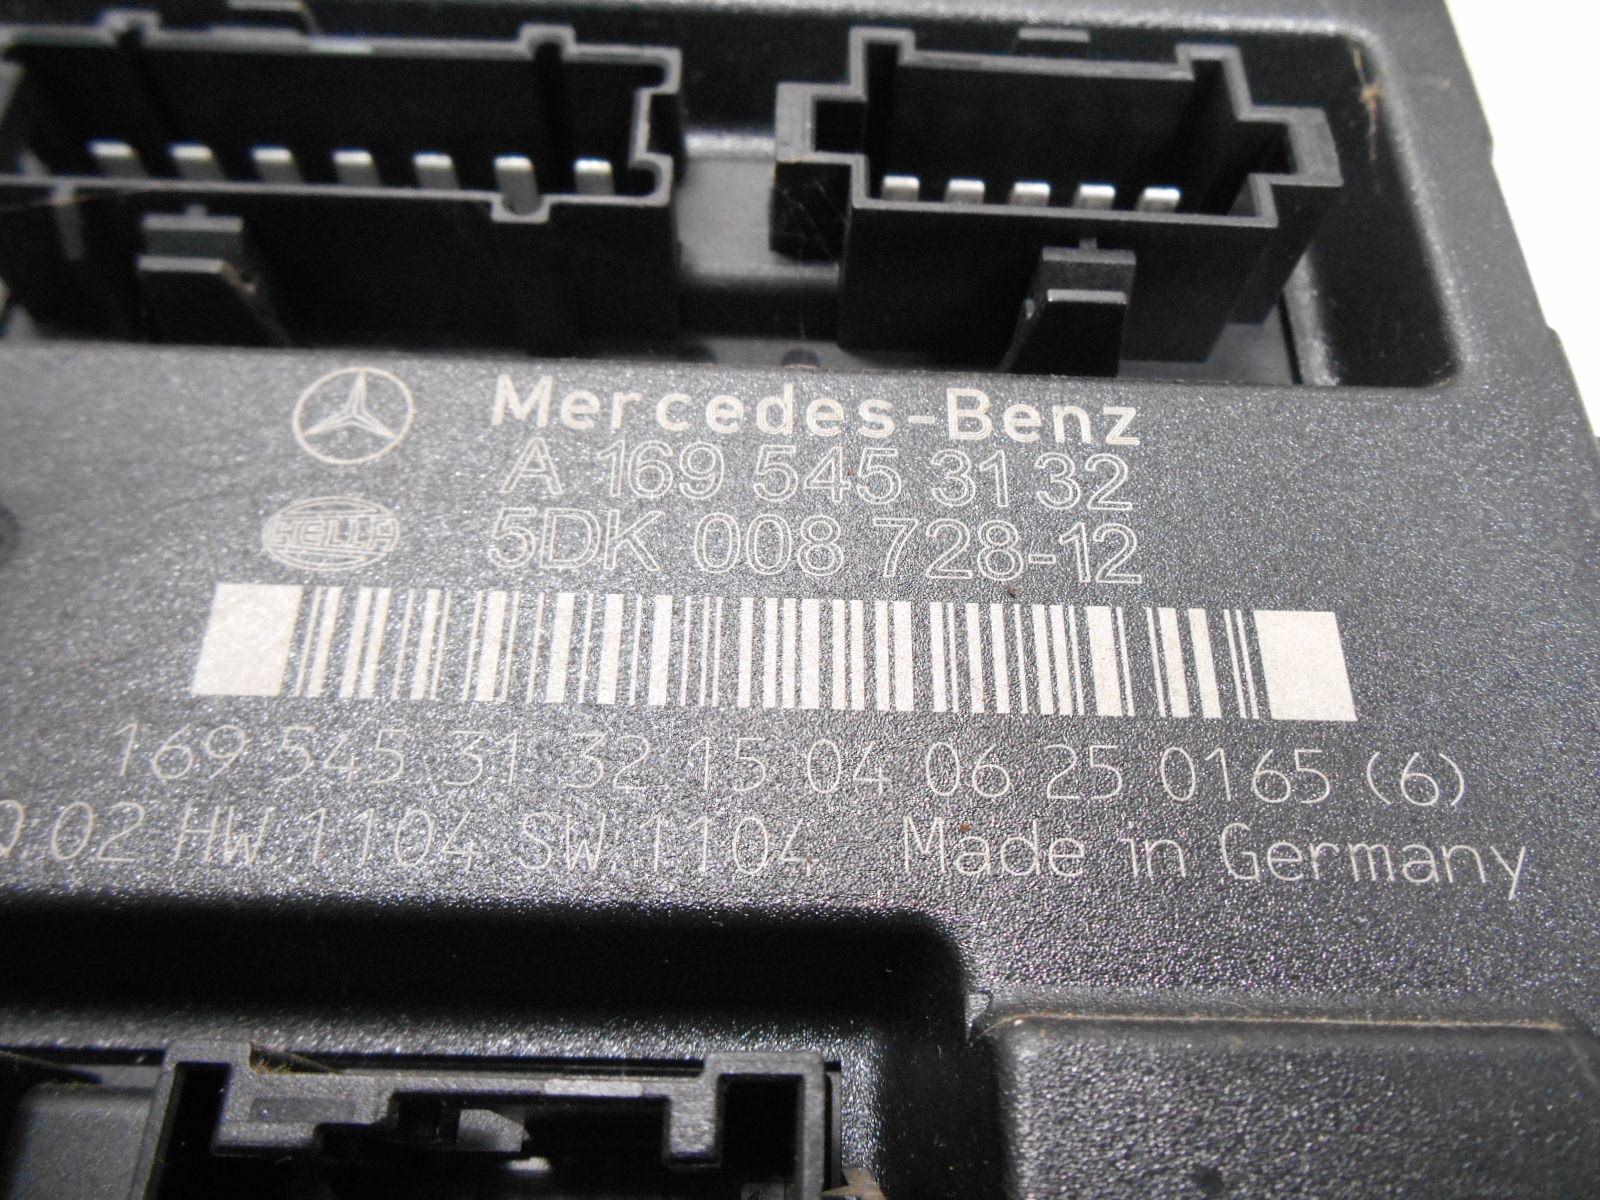 Mercedes-Benz
A 169 545 31 32
HELLA
5DK 008 728-12
169 545 31 32 15 04 06 25 0165 (6)
:02 HW.1104 SW.1104 Made in Germany